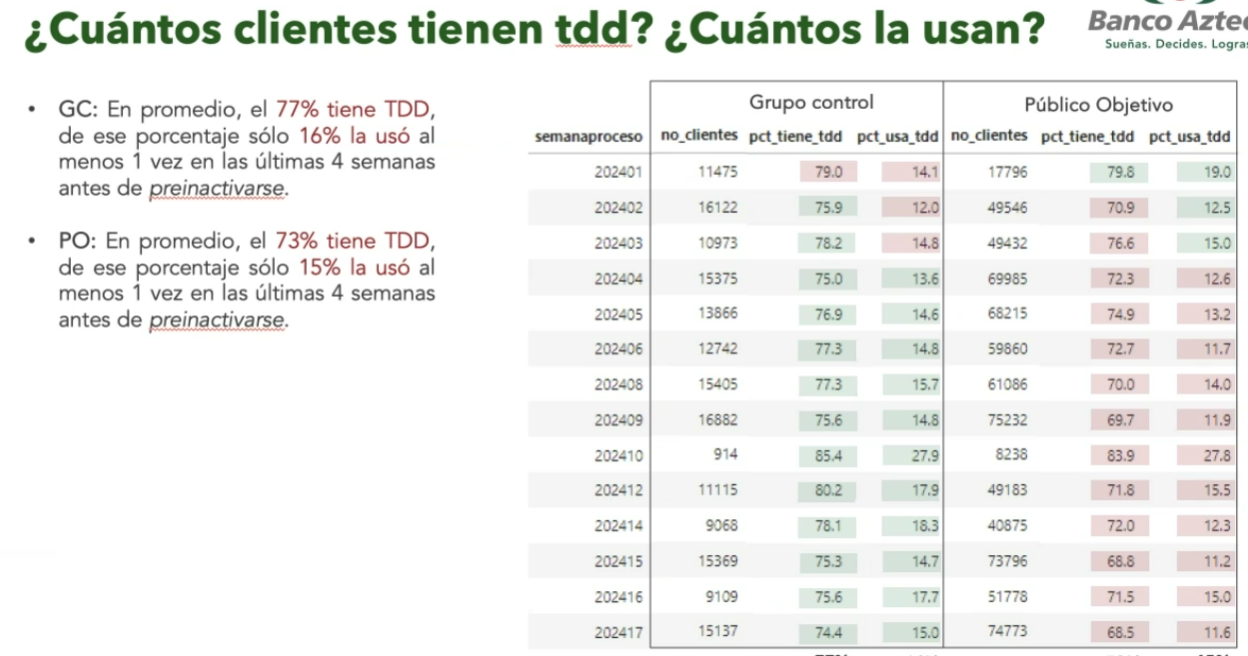 ¿Cuántos clientes tienen tdd? ¿Cuántos la usan?
Banco Aztec
Sueñas. Decides. Logras
• GC: En promedio, el 77% tiene TDD,
de ese porcentaje sólo 16% la usó al
menos 1 vez en las últimas 4 semanas
antes de preinactivarse.
• PO: En promedio, el 73% tiene TDD,
de ese porcentaje sólo 15% la usó al
menos 1 vez en las últimas 4 semanas
antes de preinactivarse.
Grupo control Público Objetivo
semanaproceso no_clientes pct_tiene_tdd pct_usa_tdd no_clientes pct_tiene_tdd pct_usa_tdd
202401 11475 79.0 14.1 17796 79.8 19.0
202402 16122 75.9 12.0 49546 70.9 12.5
202403 10973 78.2 14.8 49432 76.6 15.0
202404 15375 75.0 13.6 69985 72.3 12.6
202405 13866 76.9 14.6 68215 74.9 13.2
202406 12742 77.3 14.8 59860 72.7 11.7
202408 15405 77.3 15.7 61086 70.0 14.0
202409 16882 75.6 14.8 75232 69.7 11.9
202410 914 85.4 27.9 8238 83.9 27.8
202412 11115 80.2 17.9 49183 71.8 15.5
202414 9068 78.1 18.3 40875 72.0 12.3
202415 15369 75.3 14.7 73796 68.8 11.2
202416 9109 75.6 17.7 51778 71.5 15.0
202417 15137 74.4 15.0 74773 68.5 11.6